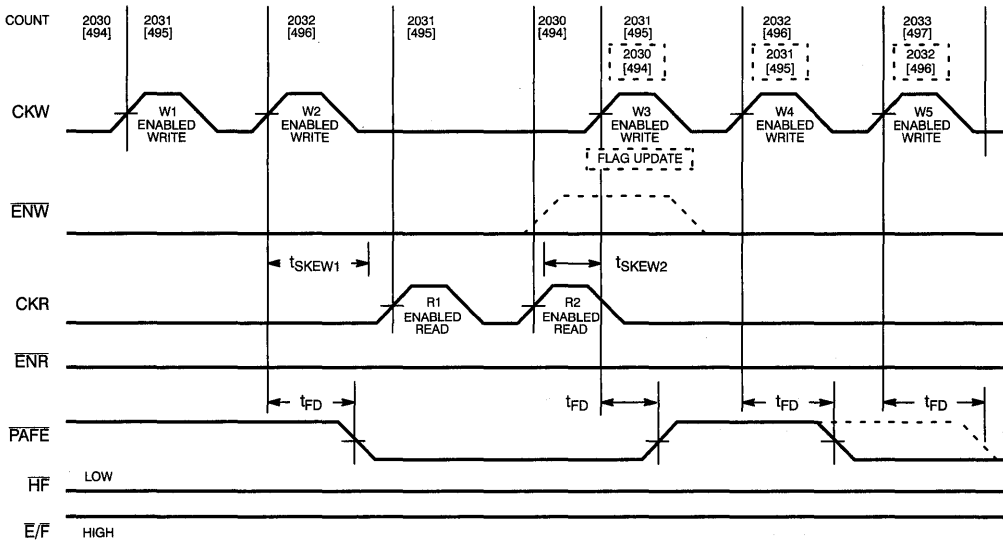 COUNT 2030 2031 2032 2031 2030 2031 2032 2033
[494] [495] [496] [495] [494] [495] [496] [497]
2030 2031 2032
[494] [495] [496]
CKW W1 W2 W3 W4 W5
ENABLED ENABLED ENABLED ENABLED ENABLED
WRITE WRITE WRITE WRITE WRITE
FLAG UPDATE
ENW
tSKEW1 tSKEW2
CKR R1 R2
ENABLED ENABLED
READ READ
ENR
tFD tFD tFD tFD
PAFE
HF LOW
E/F HIGH